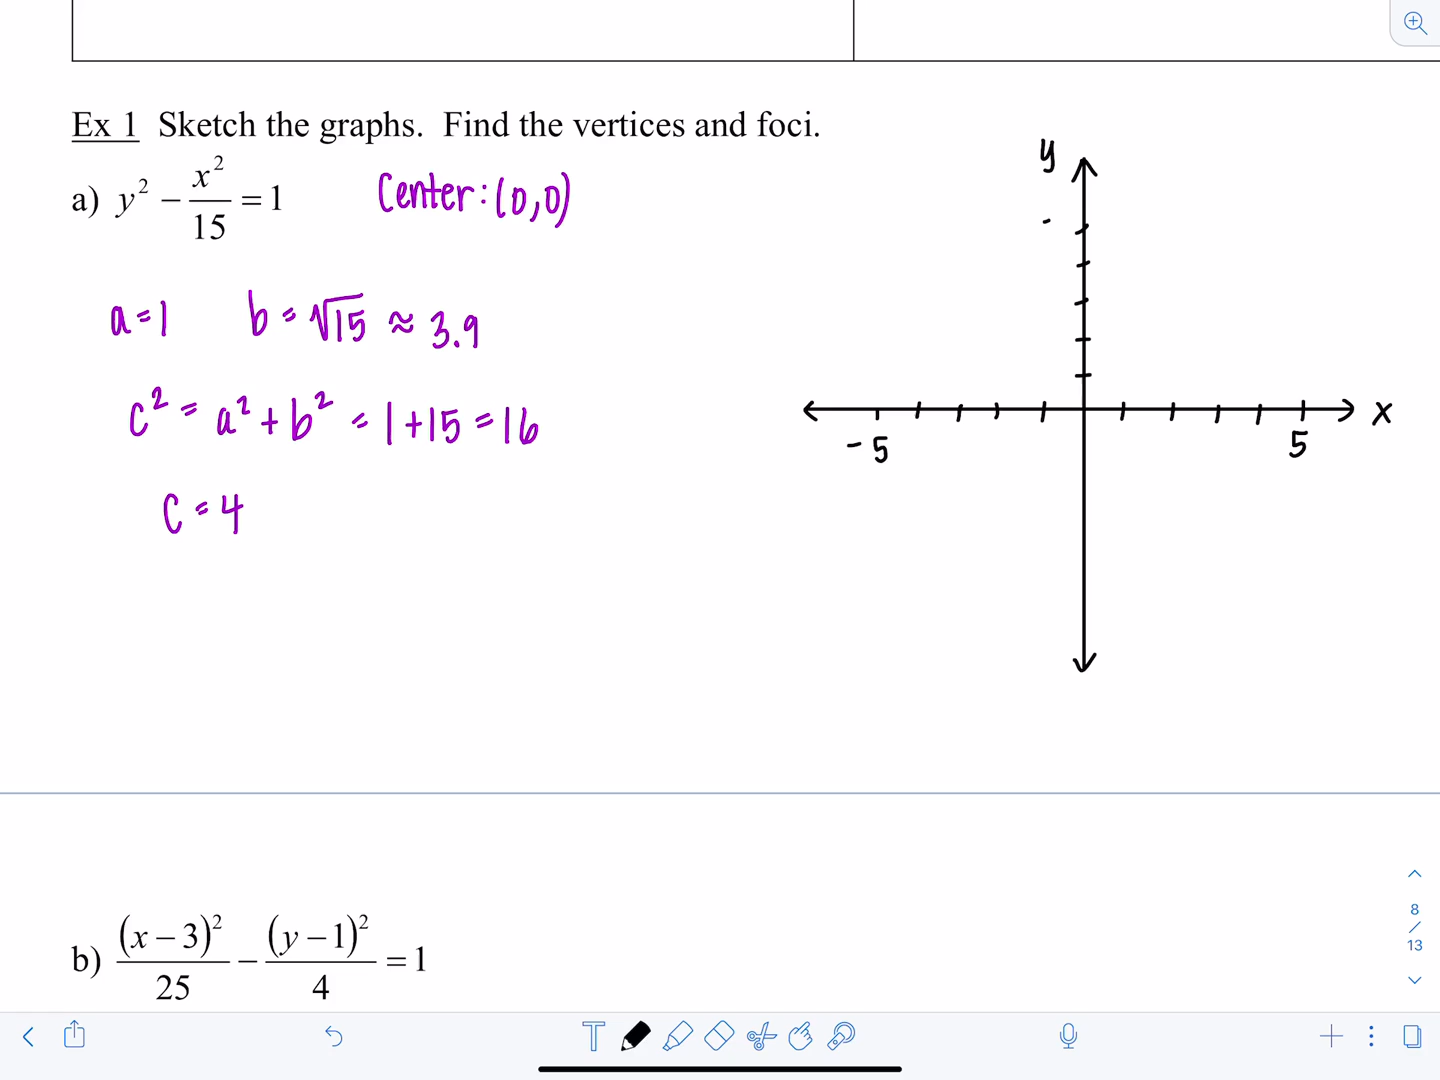 Ex 1 Sketch the graphs. Find the vertices and foci.
a) y² − x²/15 = 1
Center: (0,0)
a = 1 b = √15 ≈ 3.9
c² = a² + b² = 1 + 15 = 16
c = 4
y
x
-5
5
b) (x − 3)²/25 − (y − 1)²/4 = 1
8
/
13
T